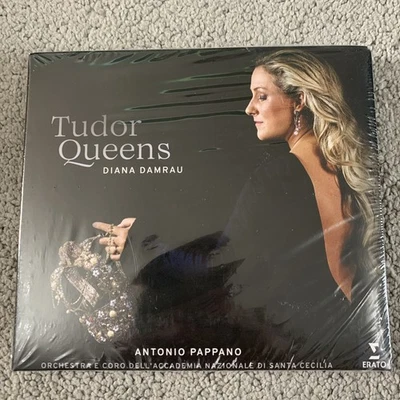 Tudor
Queens
DIANA DAMRAU
ANTONIO PAPPANO
ORCHESTRA E CORO DELL'ACCADEMIA NAZIONALE DI SANTA CECILIA
ERATO